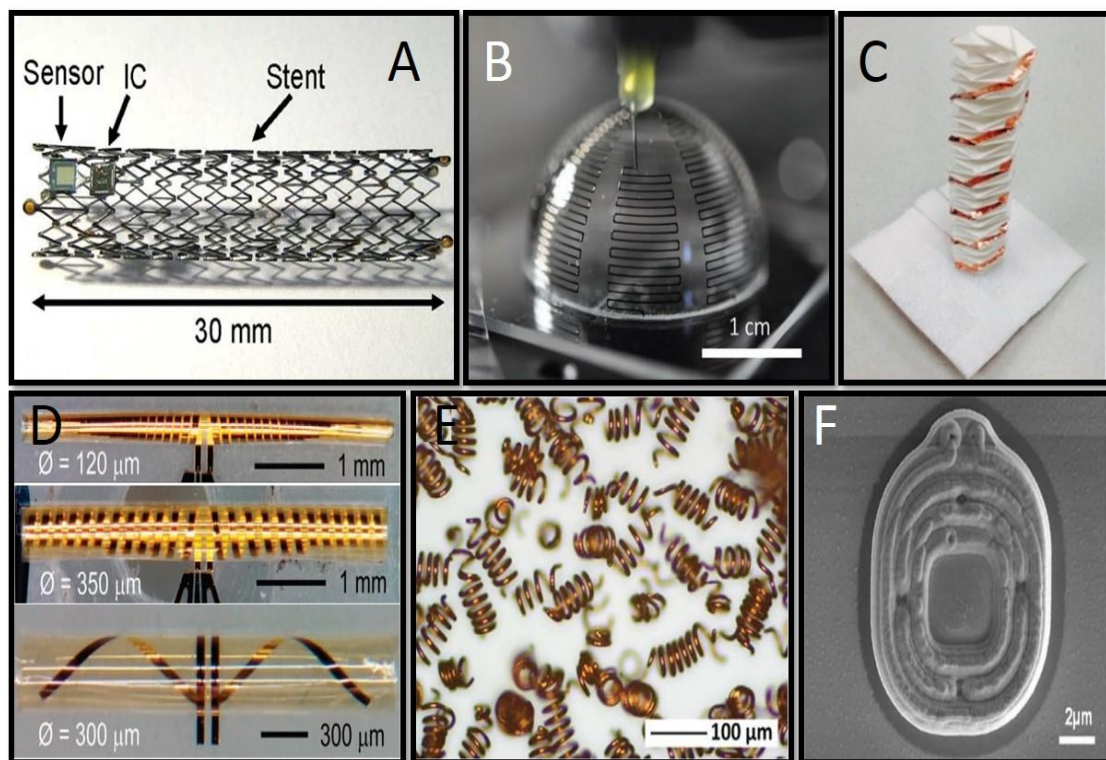 A
Sensor IC Stent
30 mm
B
1 cm
C
D
Ø = 120 µm 1 mm
Ø = 350 µm 1 mm
Ø = 300 µm 300 µm
E
100 µm
F
2µm